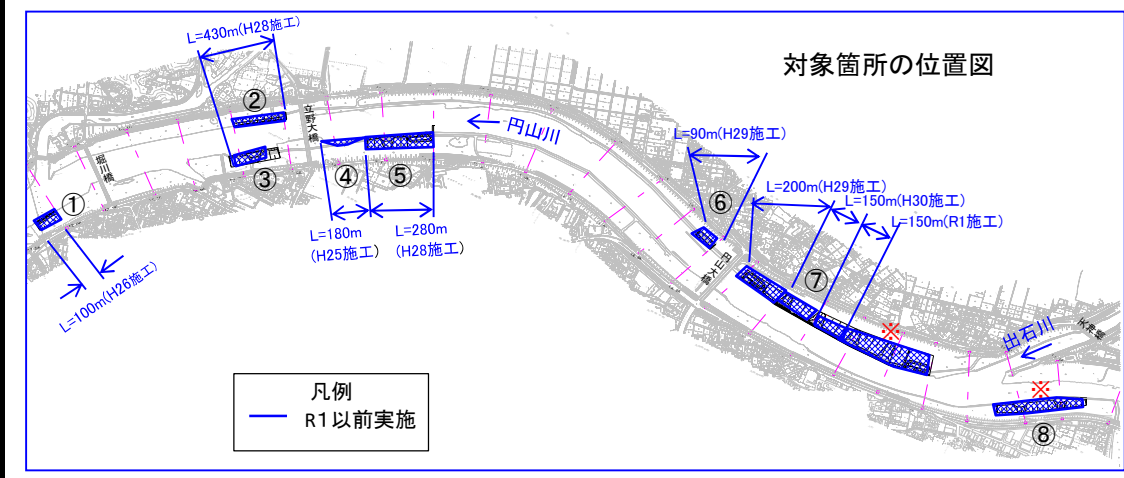 対象箇所の位置図
L=430m(H28施工)
②
立野大橋
円山川
堀川橋
③
①
④
⑤
L=180m
(H25施工)
L=280m
(H28施工)
L=100m(H26施工)
L=90m(H29施工)
⑥
L=200m(H29施工)
L=150m(H30施工)
L=150m(R1施工)
円山大橋
⑦
※
出石川
※
⑧
凡例
R1以前実施